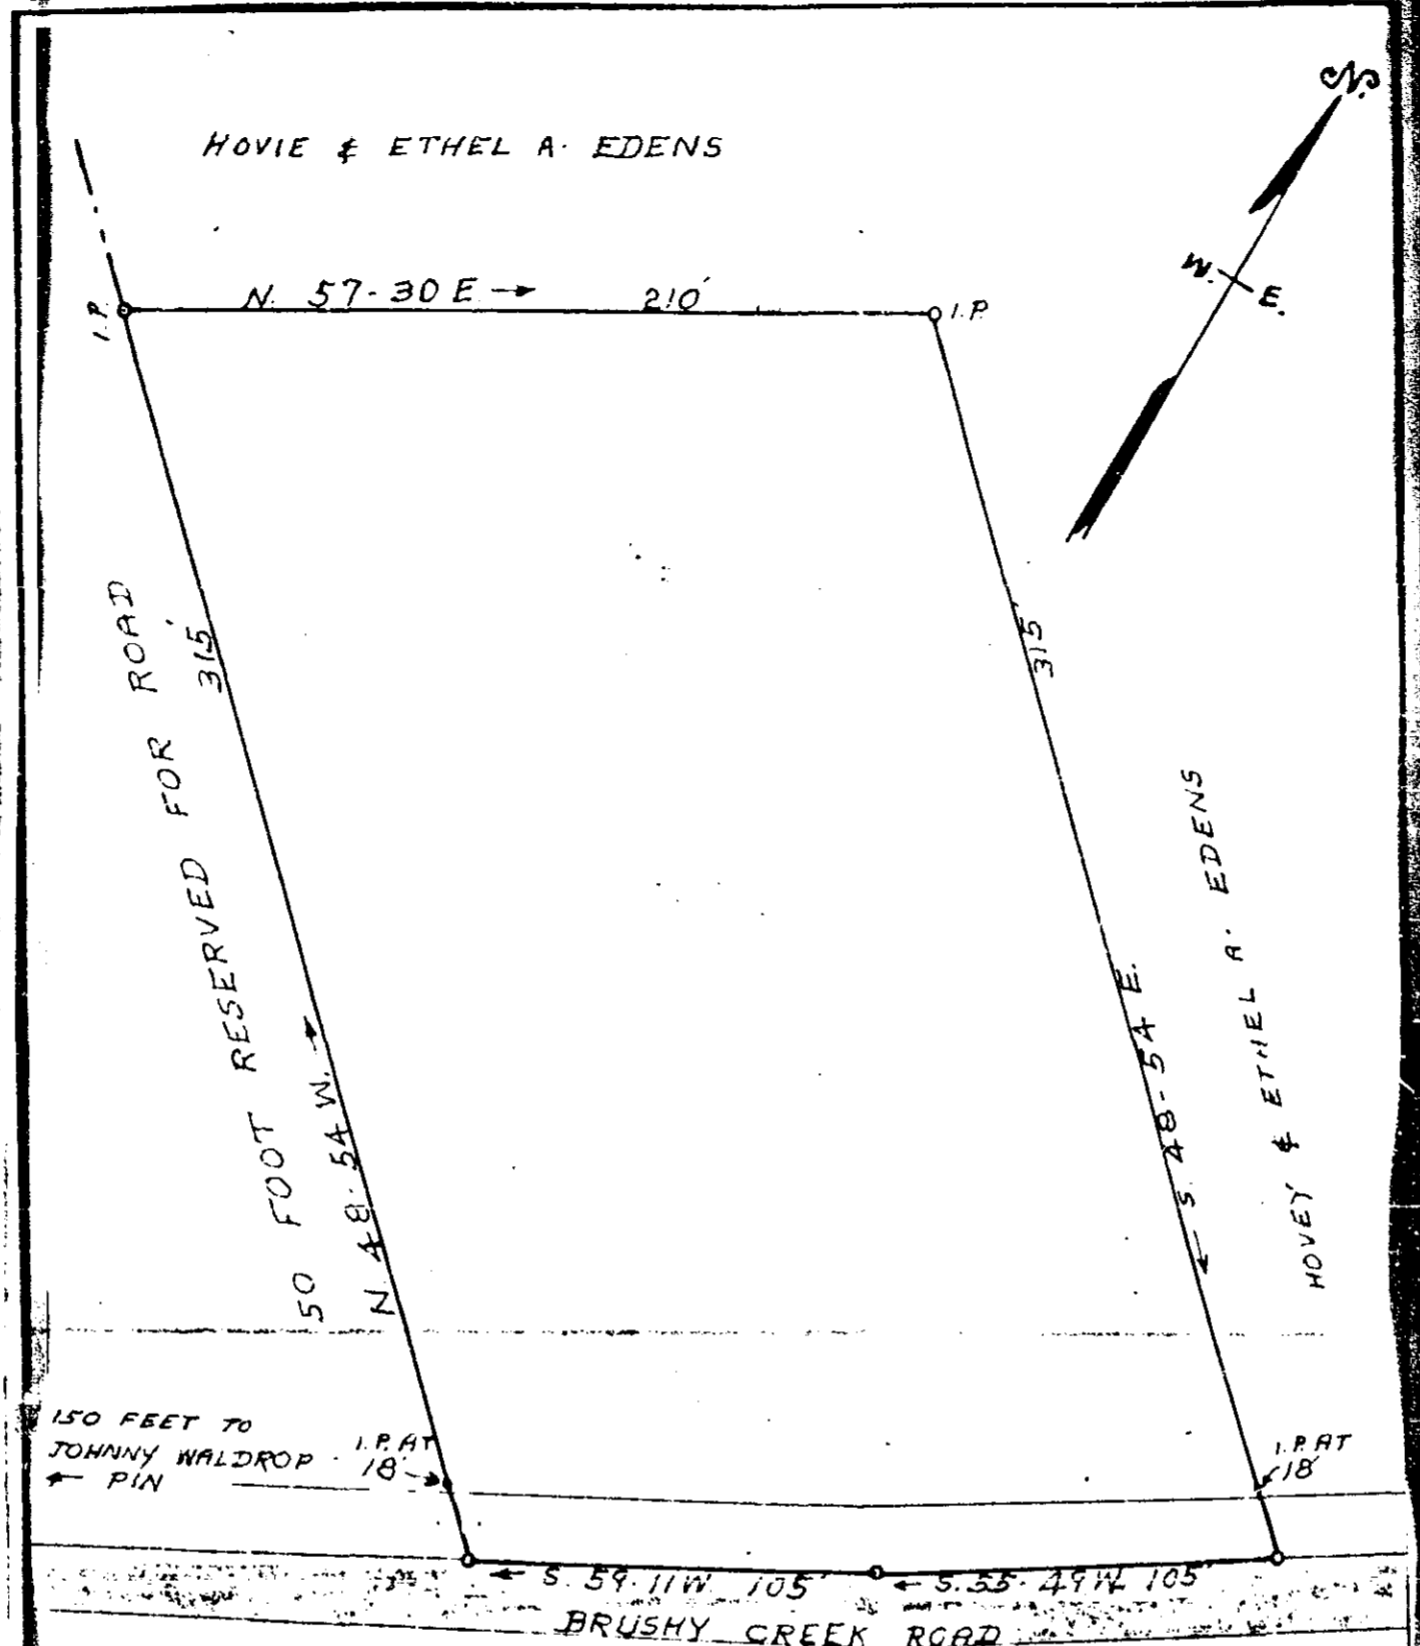 N.
HOVIE & ETHEL A. EDENS
W.
E.
N. 57-30 E → 210'
I.P.
I.P.
315'
315'
50 FOOT RESERVED FOR ROAD
N 48-54 W. →
← S. 48-54 E.
HOVEY & ETHEL A. EDENS
150 FEET TO
JOHNNY WALDROP
← PIN
I.P. AT
18' →
I.P. AT
18'
← S. 59-11 W. 105'
← S. 55-49 W. 105'
BRUSHY CREEK ROAD